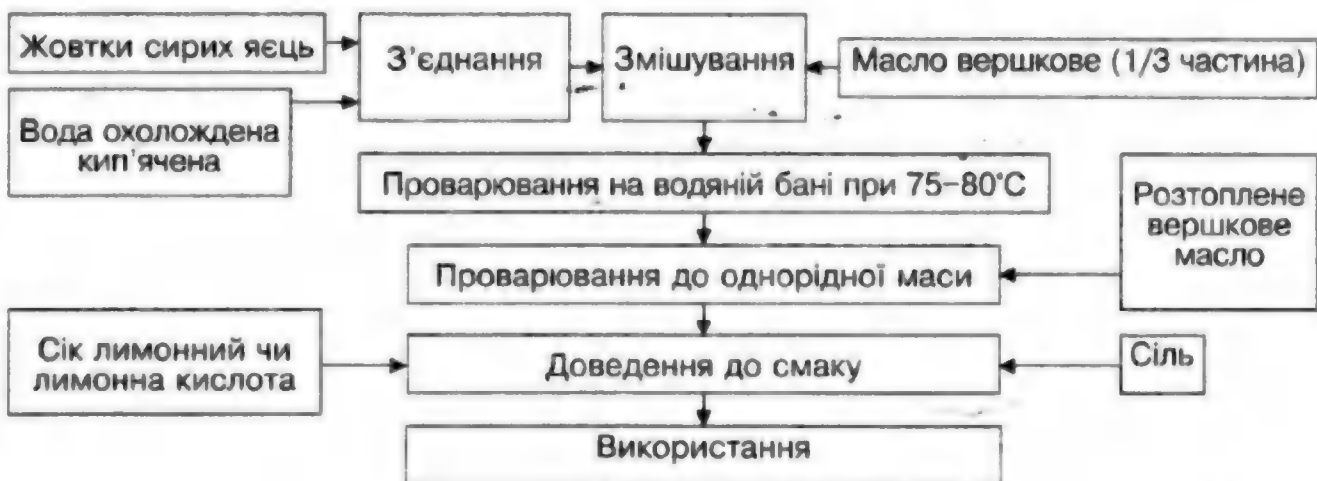 Жовтки сирих яєць
З'єднання
Змішування
Масло вершкове (1/3 частина)
Вода охолождена
кип'ячена
Проварювання на водяній бані при 75–80°С
Розтоплене
вершкове
масло
Проварювання до однорідної маси
Сік лимонний чи
лимонна кислота
Доведення до смаку
Сіль
Використання